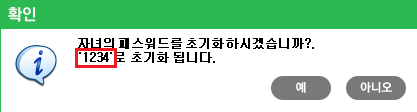 확인
자녀의 패스워드를 초기화하시겠습니까?.
'1234'로 초기화 됩니다.
예
아니오